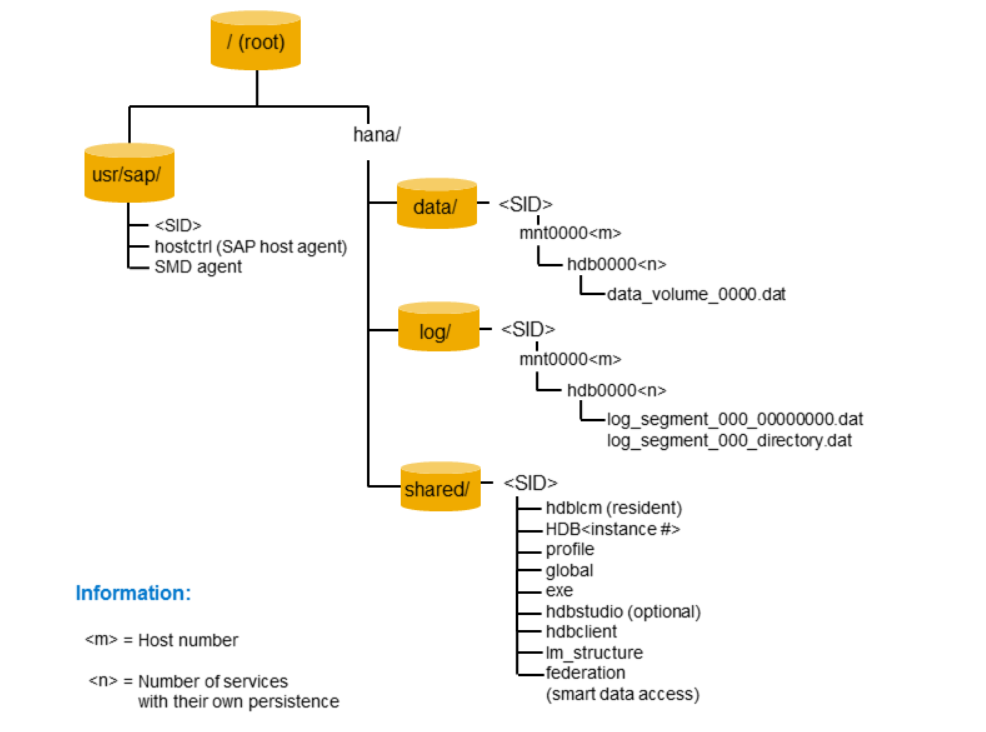 / (root)
hana/
usr/sap/
<SID>
hostctrl (SAP host agent)
SMD agent
data/
<SID>
mnt0000<m>
hdb0000<n>
data_volume_0000.dat
log/
<SID>
mnt0000<m>
hdb0000<n>
log_segment_000_00000000.dat
log_segment_000_directory.dat
shared/
<SID>
hdblcm (resident)
HDB<instance #>
profile
global
exe
hdbstudio (optional)
hdbclient
lm_structure
federation
(smart data access)
Information:
<m> = Host number
<n> = Number of services
with their own persistence